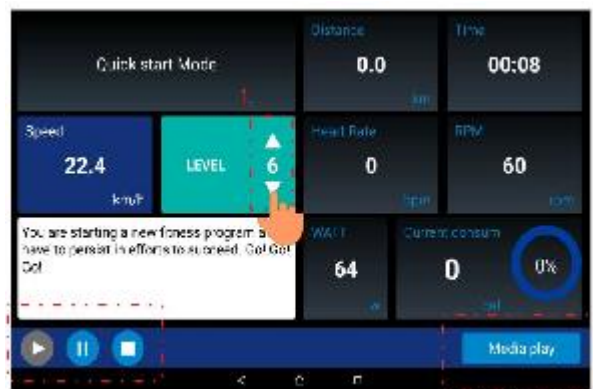 Quick start Mode
1.
Distance
0.0
km
Time
00:08
Speed
22.4
km/h
LEVEL
6
Heart Rate
0
bpm
RPM
60
rpm
You are starting a new fitness program a
have to persist in efforts to succeed. Go! Go!
Go!
WATT
64
w
Current consum
0
cal
0%
Media play